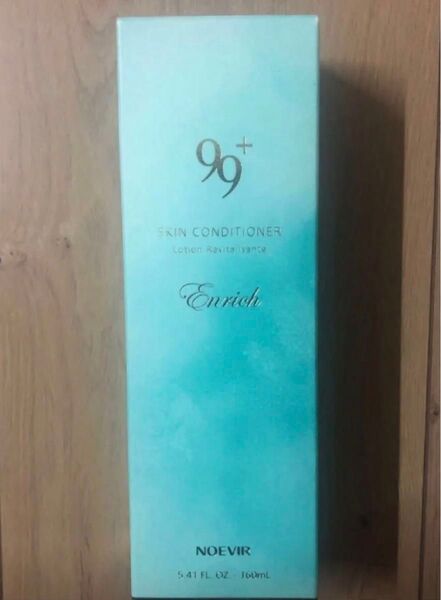 99+
SKIN CONDITIONER
Lotion Revitalisante
Enrich
NOEVIR
5.41 FL. OZ. · 160mL